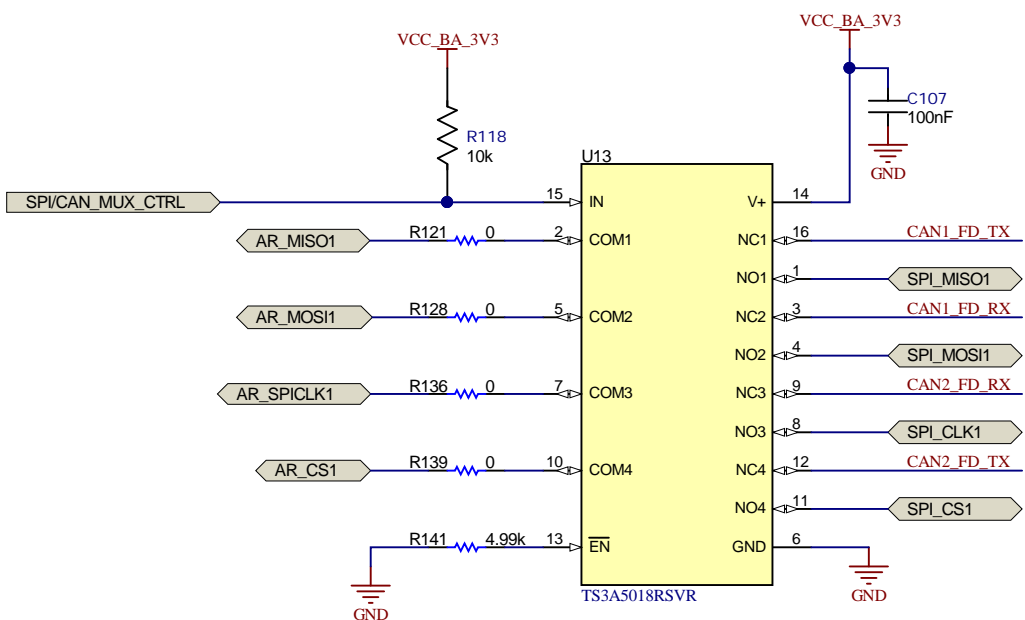 VCC_BA_3V3
VCC_BA_3V3
C107
100nF
R118
10k
GND
U13
SPI/CAN_MUX_CTRL
15
IN
V+
14
AR_MISO1
R121
0
2
COM1
NC1
16
CAN1_FD_TX
NO1
1
SPI_MISO1
AR_MOSI1
R128
0
5
COM2
NC2
3
CAN1_FD_RX
NO2
4
SPI_MOSI1
AR_SPICLK1
R136
0
7
COM3
NC3
9
CAN2_FD_RX
NO3
8
SPI_CLK1
AR_CS1
R139
0
10
COM4
NC4
12
CAN2_FD_TX
NO4
11
SPI_CS1
R141
4.99k
13
EN
GND
6
TS3A5018RSVR
GND
GND